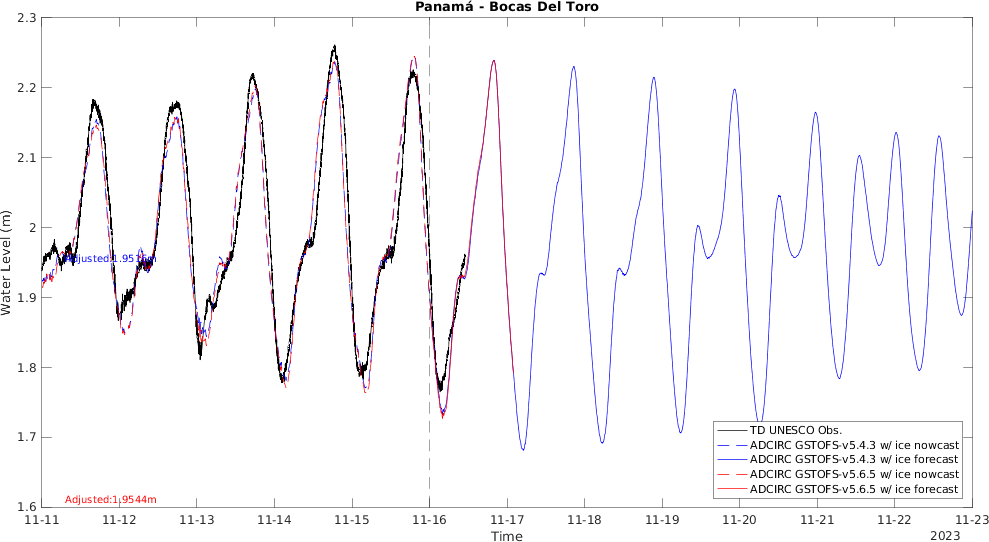 Panamá - Bocas Del Toro
2.3
2.2
2.1
2
1.9
1.8
1.7
1.6
Water Level (m)
Adjusted:1.9516m
Adjusted:1.9544m
TD UNESCO Obs.
ADCIRC GSTOFS-v5.4.3 w/ ice nowcast
ADCIRC GSTOFS-v5.4.3 w/ ice forecast
ADCIRC GSTOFS-v5.6.5 w/ ice nowcast
ADCIRC GSTOFS-v5.6.5 w/ ice forecast
11-11 11-12 11-13 11-14 11-15 11-16 11-17 11-18 11-19 11-20 11-21 11-22 11-23
Time
2023